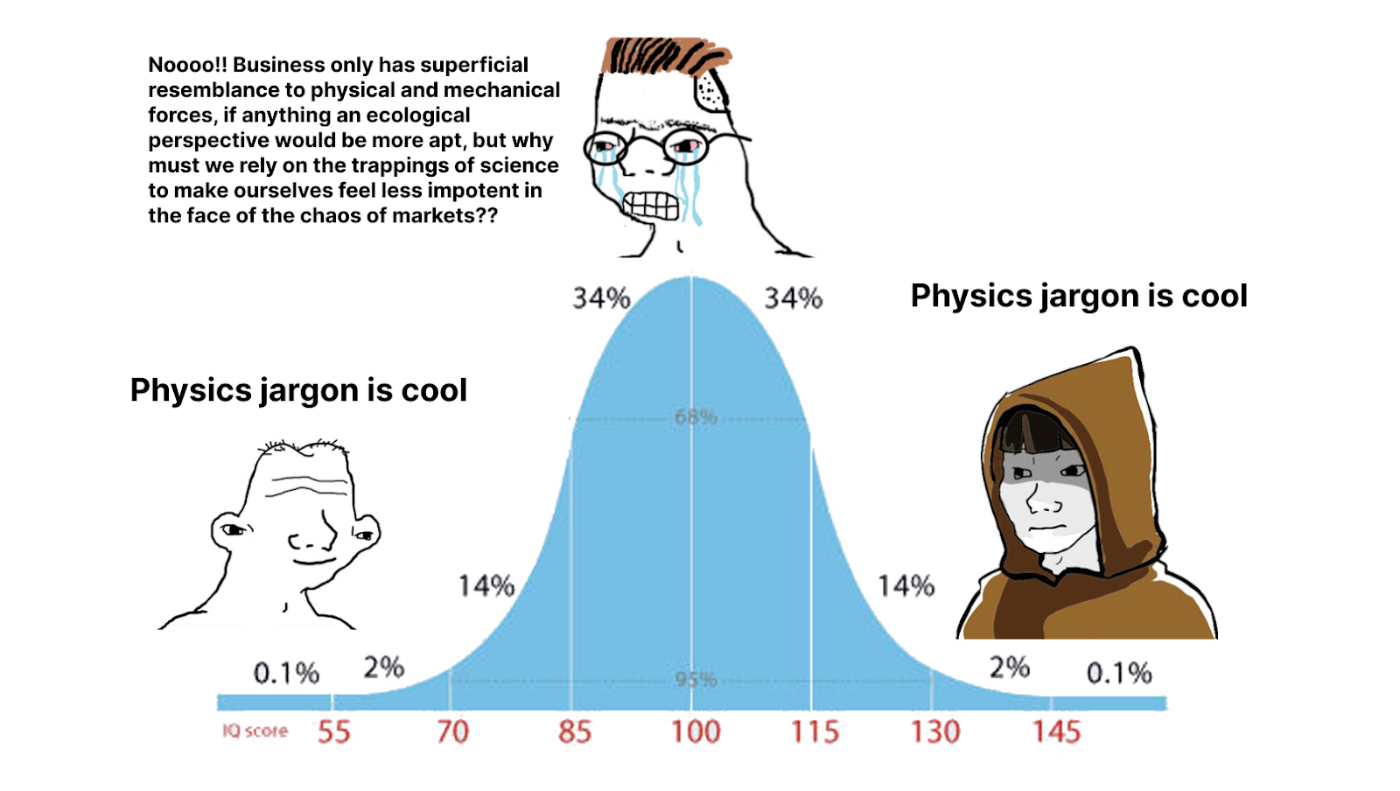 Noooo!! Business only has superficial
resemblance to physical and mechanical
forces, if anything an ecological
perspective would be more apt, but why
must we rely on the trappings of science
to make ourselves feel less impotent in
the face of the chaos of markets??
34%
34%
Physics jargon is cool
Physics jargon is cool
68%
14%
14%
0.1%
2%
95%
2%
0.1%
IQ score
55
70
85
100
115
130
145